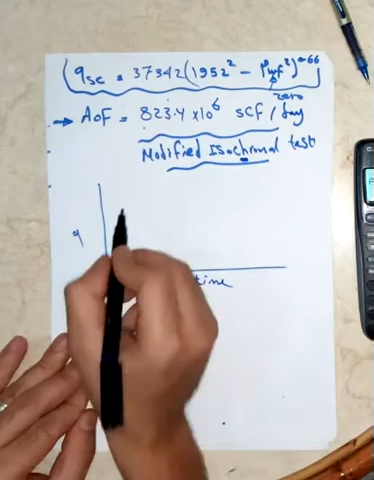 qsc = 37342(1952² - Pwf²)^0.66
zero
→ AoF = 823.4 x10⁶ scf / day
Modified Isochronal test
q
time